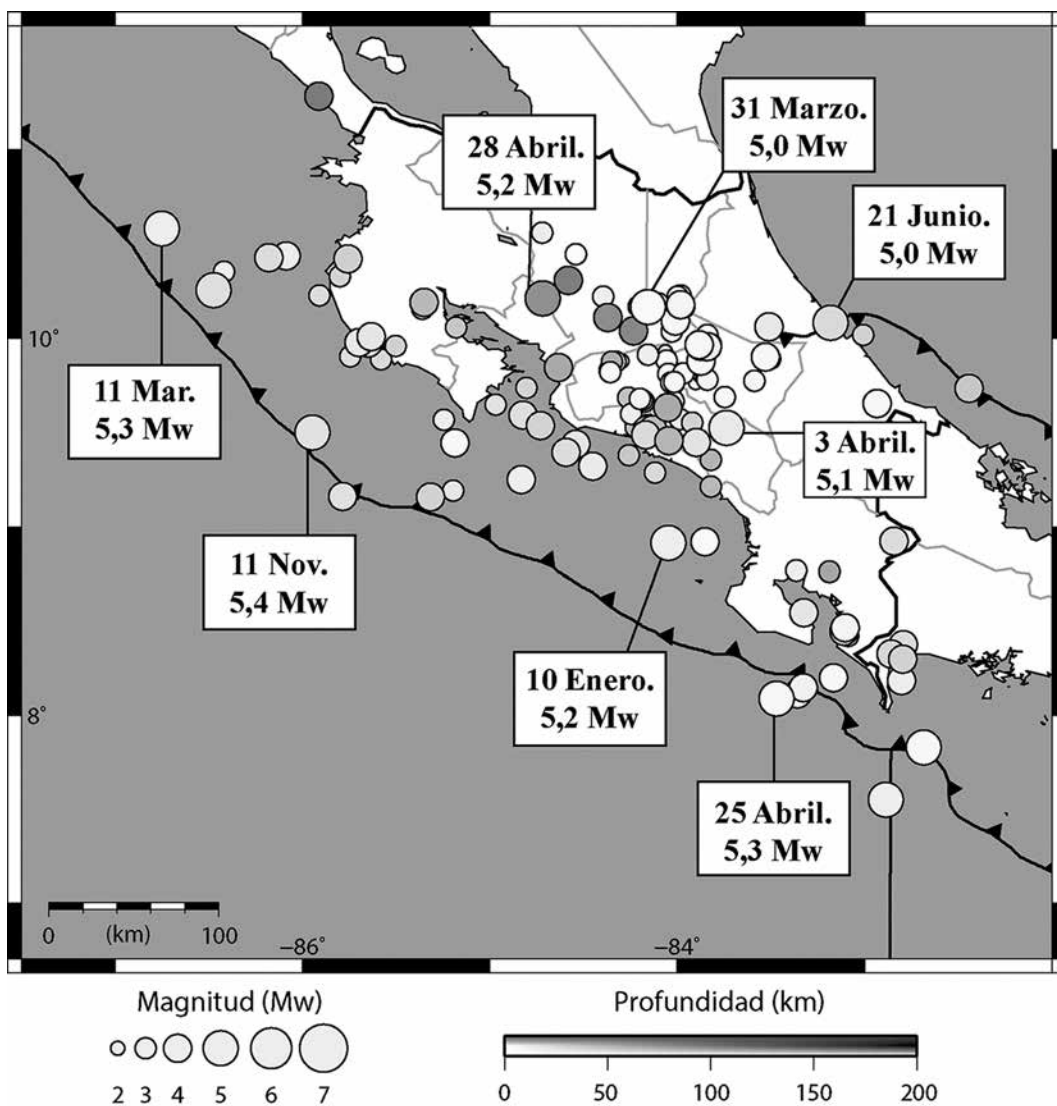 31 Marzo.
5,0 Mw
28 Abril.
5,2 Mw
21 Junio.
5,0 Mw
10°
11 Mar.
5,3 Mw
3 Abril.
5,1 Mw
11 Nov.
5,4 Mw
10 Enero.
5,2 Mw
8°
25 Abril.
5,3 Mw
0 (km) 100
−86°
−84°
Magnitud (Mw)
2 3 4 5 6 7
Profundidad (km)
0 50 100 150 200